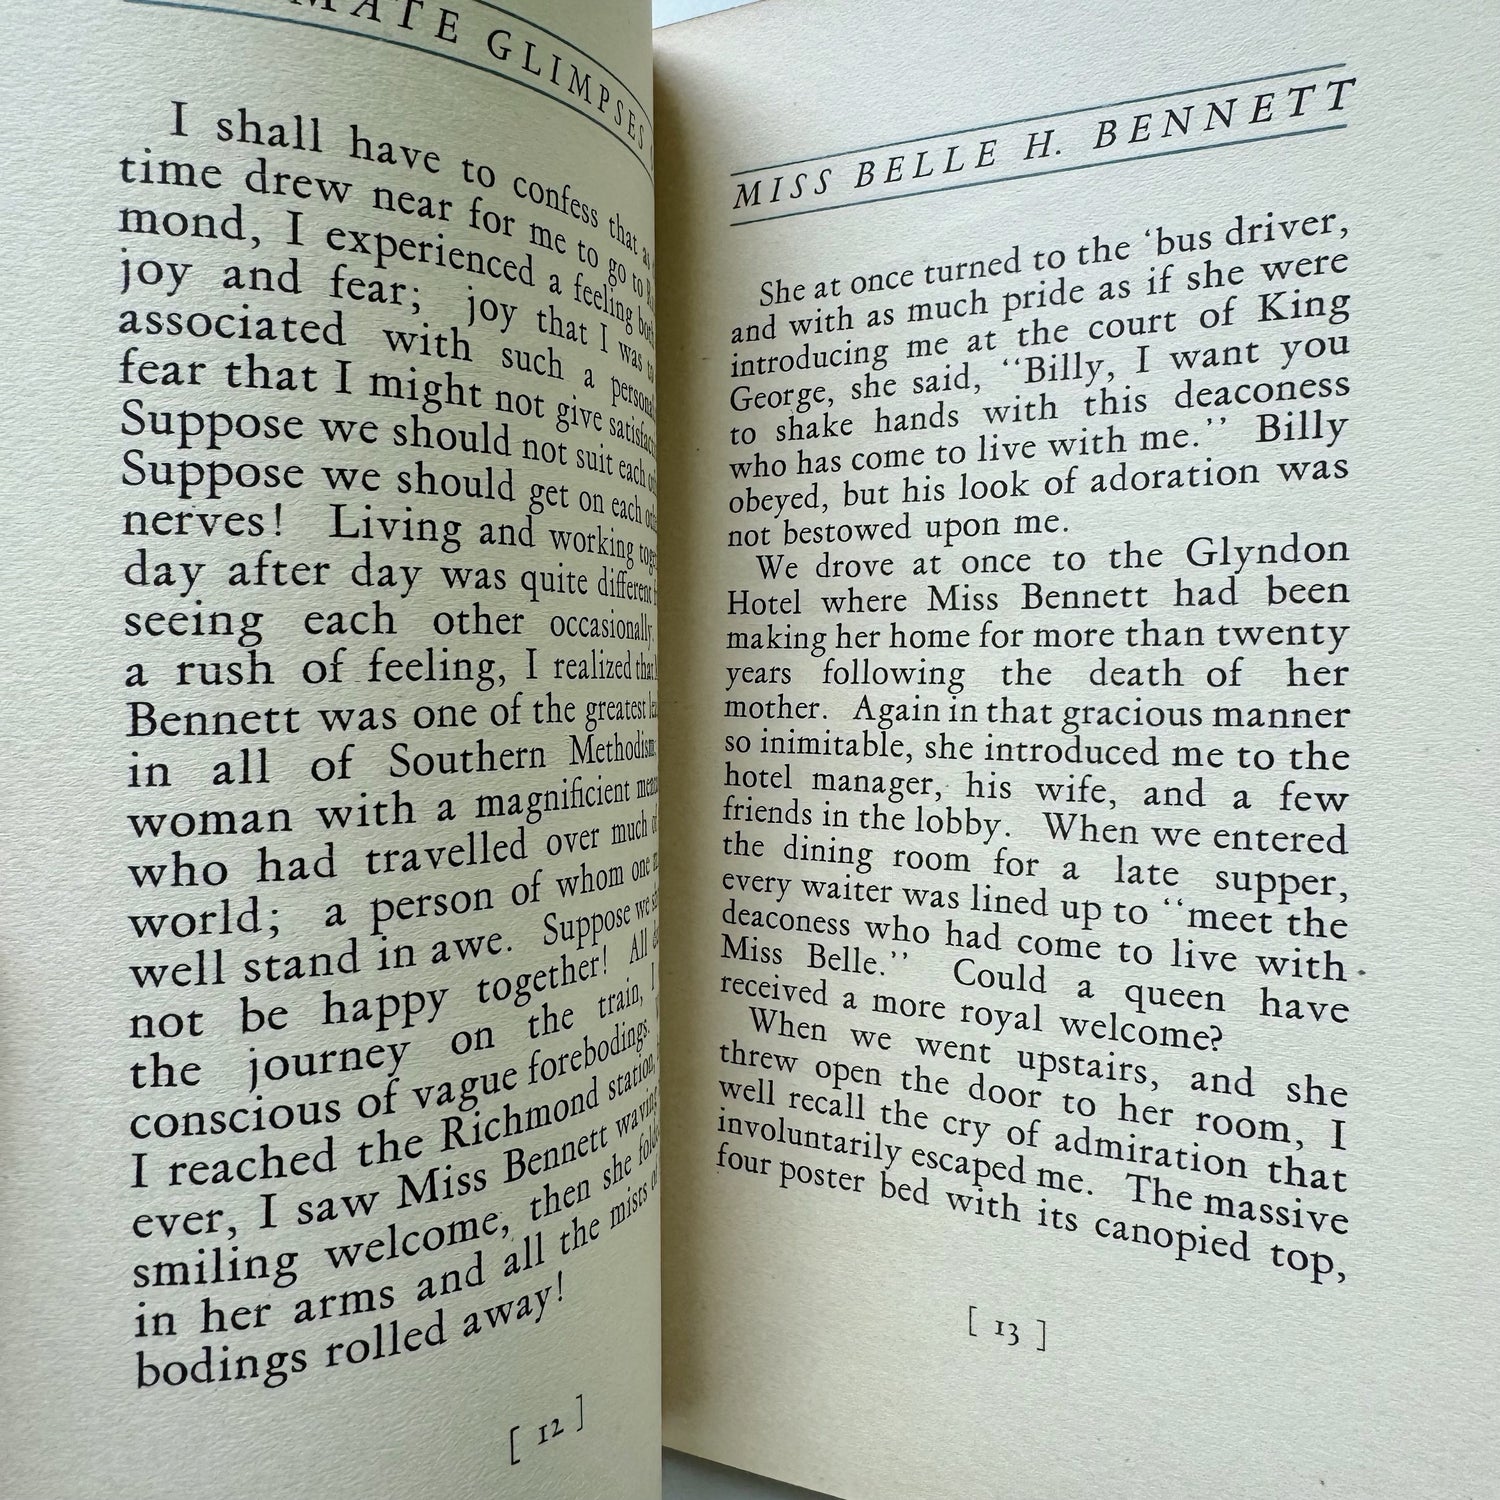 MATE GLIMPSES
I shall have to confess that as
time drew near for me to go to
mond, I experienced a feeling both
joy and fear; joy that I was to
associated with such a personal
fear that I might not give
Suppose we should not suit each
Suppose we should get on each
nerves! Living and working
day after day was quite different
seeing each other occasionally.
a rush of feeling, I realized that
Bennett was one of the greatest
in all of Southern Methodism;
woman with a magnificient
who had travelled over much
world; a person of whom one
well stand in awe. Suppose we
not be happy together! All
the journey on the train, I
conscious of vague forebodings.
I reached the Richmond station,
ever, I saw Miss Bennett waving
smiling welcome, then she
in her arms and all the mists
bodings rolled away!
[ 12 ]
MISS BELLE H. BENNETT
She at once turned to the 'bus driver,
and with as much pride as if she were
introducing me at the court of King
George, she said, "Billy, I want you
to shake hands with this deaconess
who has come to live with me." Billy
obeyed, but his look of adoration was
not bestowed upon me.
We drove at once to the Glyndon
Hotel where Miss Bennett had been
making her home for more than twenty
years following the death of her
mother. Again in that gracious manner
so inimitable, she introduced me to the
hotel manager, his wife, and a few
friends in the lobby. When we entered
the dining room for a late supper,
every waiter was lined up to "meet the
deaconess who had come to live with
Miss Belle." Could a queen have
received a more royal welcome?
When we went upstairs, and she
threw open the door to her room, I
well recall the cry of admiration that
involuntarily escaped me. The massive
four poster bed with its canopied top,
[ 13 ]